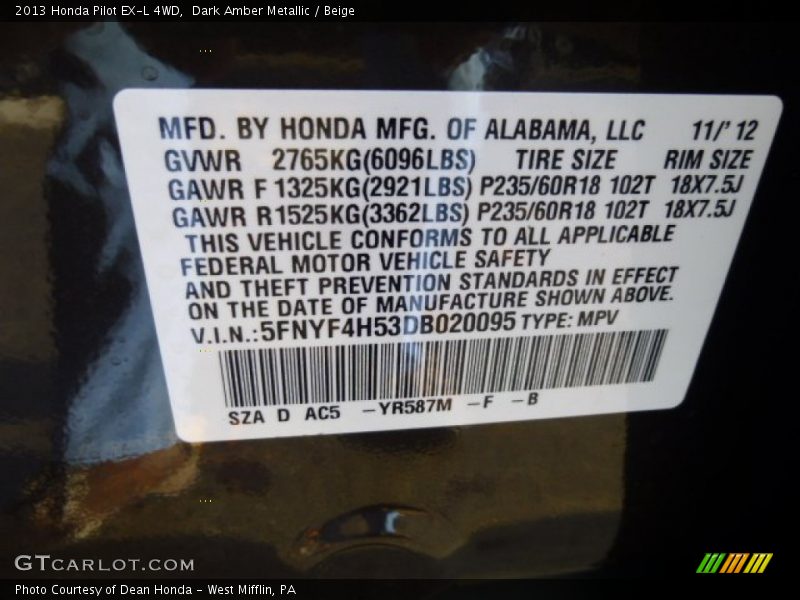 2013 Honda Pilot EX-L 4WD,  Dark Amber Metallic / Beige
MFD. BY HONDA MFG. OF ALABAMA, LLC 11/'12
GVWR 2765KG(6096LBS) TIRE SIZE RIM SIZE
GAWR F 1325KG(2921LBS) P235/60R18 102T 18X7.5J
GAWR R 1525KG(3362LBS) P235/60R18 102T 18X7.5J
THIS VEHICLE CONFORMS TO ALL APPLICABLE
FEDERAL MOTOR VEHICLE SAFETY
AND THEFT PREVENTION STANDARDS IN EFFECT
ON THE DATE OF MANUFACTURE SHOWN ABOVE.
V.I.N.:5FNYF4H53DB020095 TYPE: MPV
SZA D AC5 -YR587M -F -B
GTCARLOT.COM
Photo Courtesy of Dean Honda - West Mifflin, PA